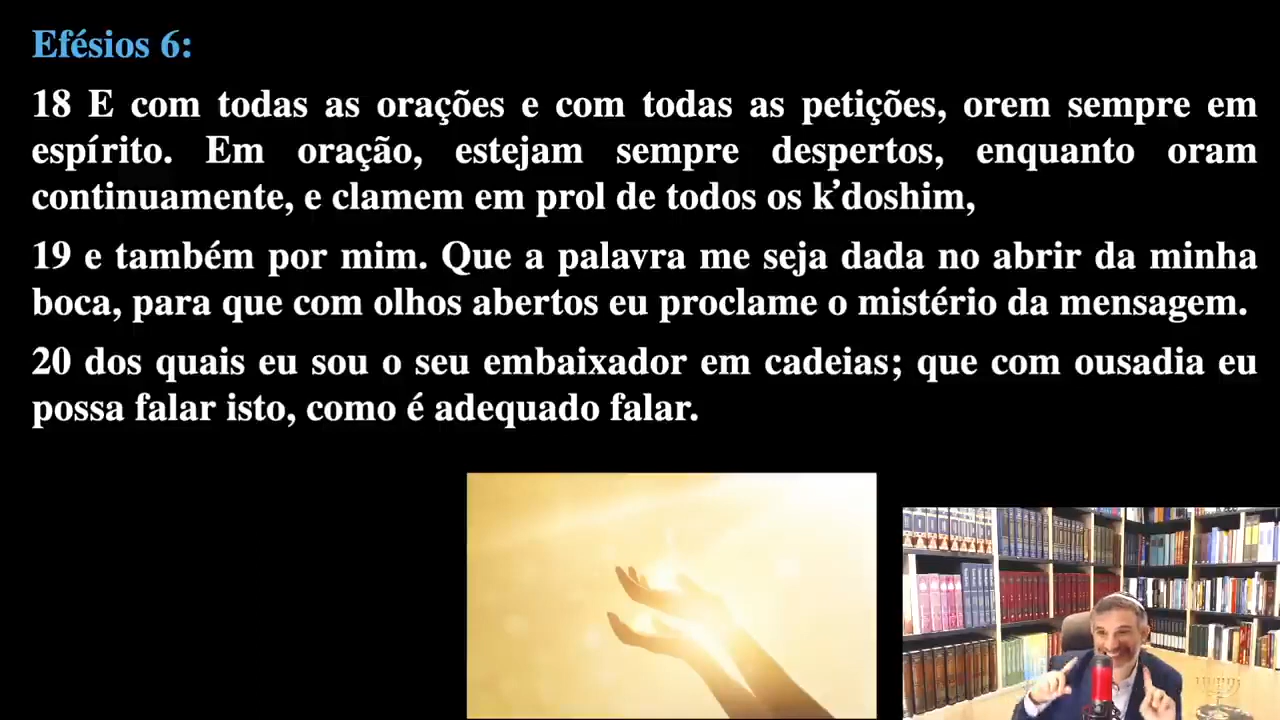 Efésios 6:
18 E com todas as orações e com todas as petições, orem sempre em
espírito. Em oração, estejam sempre despertos, enquanto oram
continuamente, e clamem em prol de todos os k’doshim,
19 e também por mim. Que a palavra me seja dada no abrir da minha
boca, para que com olhos abertos eu proclame o mistério da mensagem.
20 dos quais eu sou o seu embaixador em cadeias; que com ousadia eu
possa falar isto, como é adequado falar.